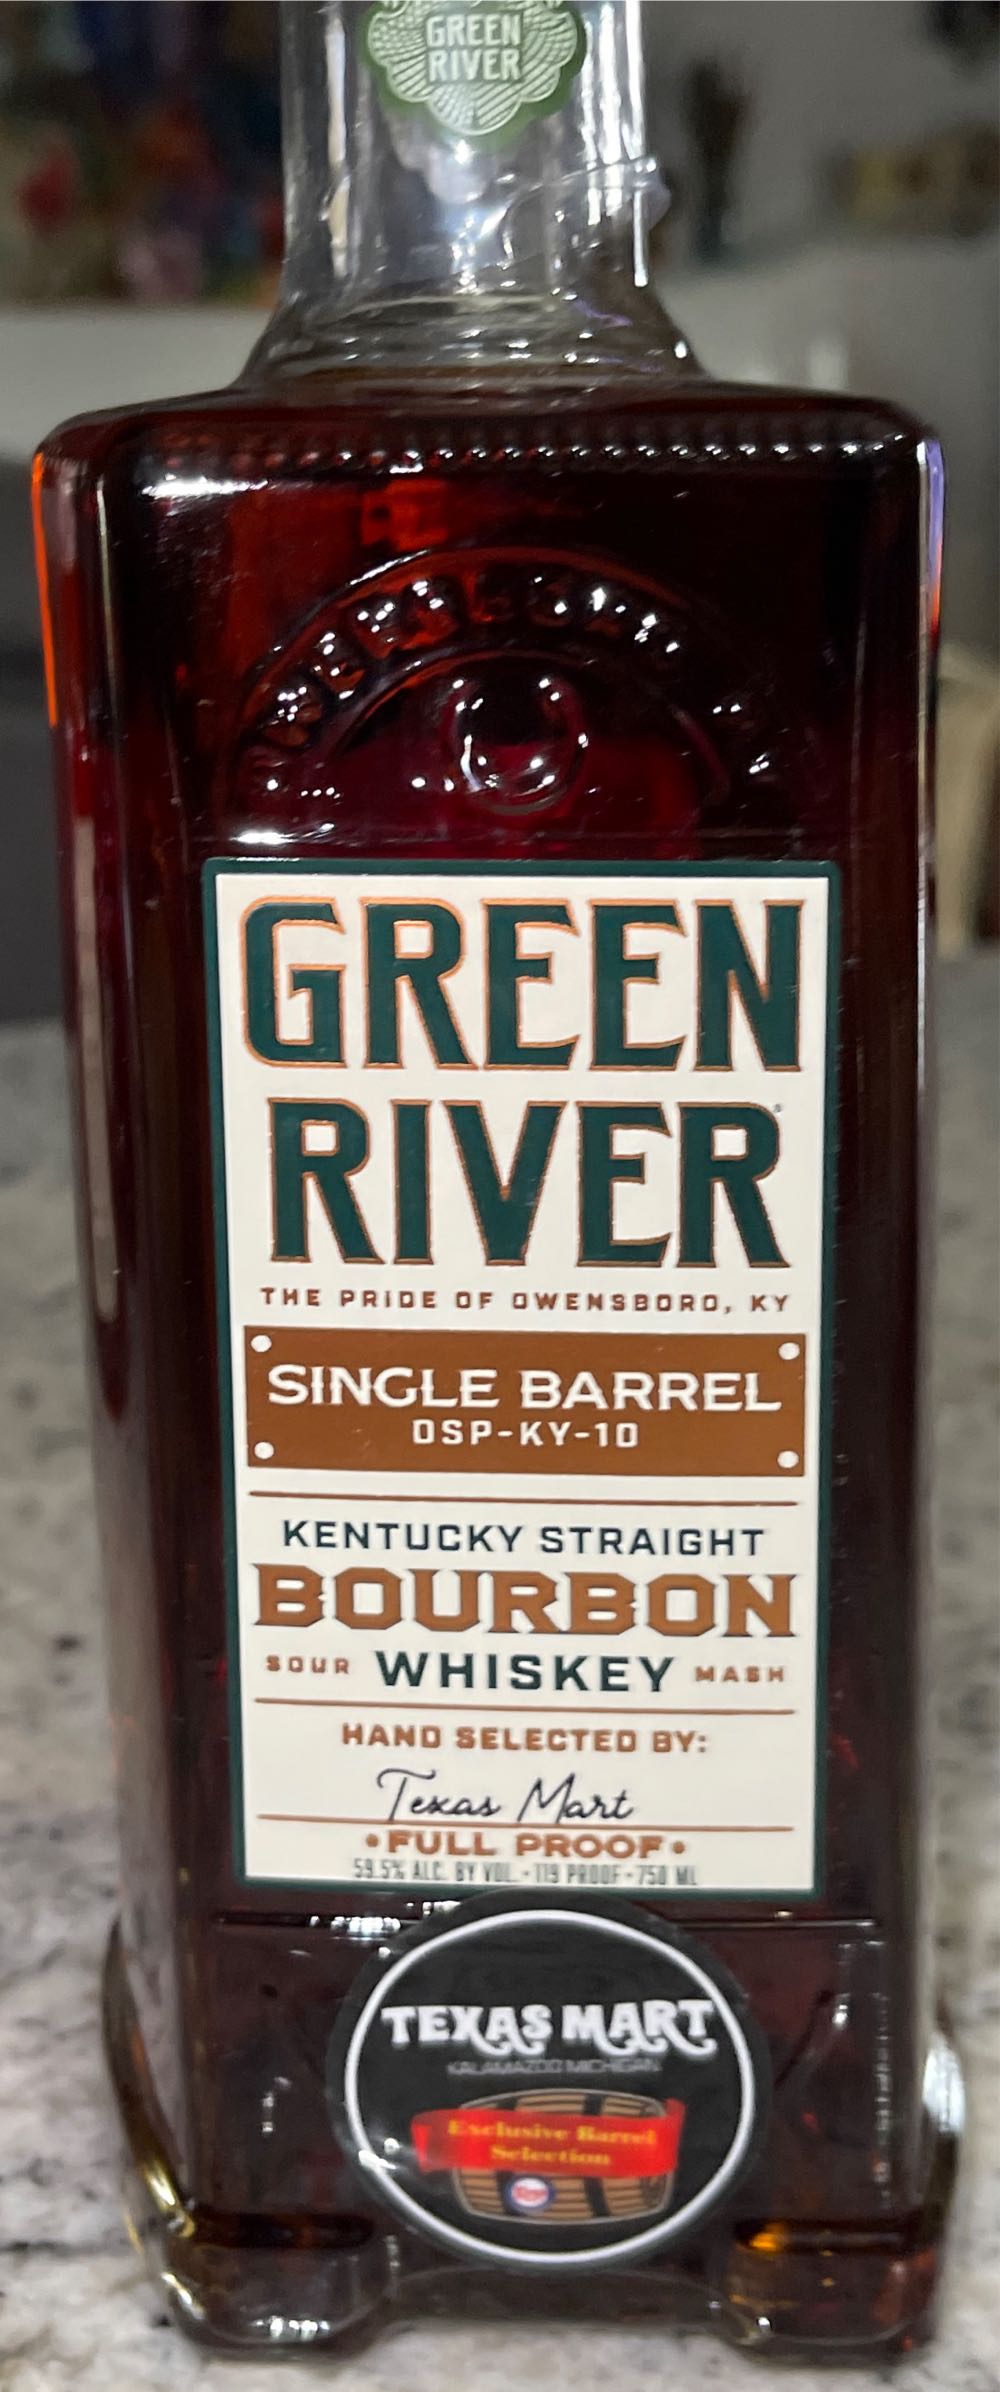 GREEN
RIVER
GREEN
RIVER
THE PRIDE OF OWENSBORO, KY
SINGLE BARREL
DSP-KY-10
KENTUCKY STRAIGHT
BOURBON
SOUR WHISKEY MASH
HAND SELECTED BY:
Texas Mart
•FULL PROOF•
59.5% ALC. BY VOL. • 119 PROOF • 750 ML
TEXAS MART
KALAMAZOO MICHIGAN
Exclusive Barrel
Selection